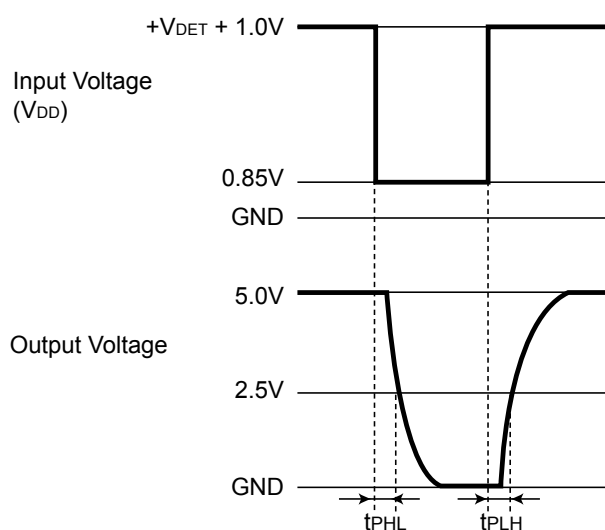 +VDET + 1.0V
Input Voltage
(VDD)
0.85V
GND
5.0V
Output Voltage
2.5V
GND
tPHL
tPLH